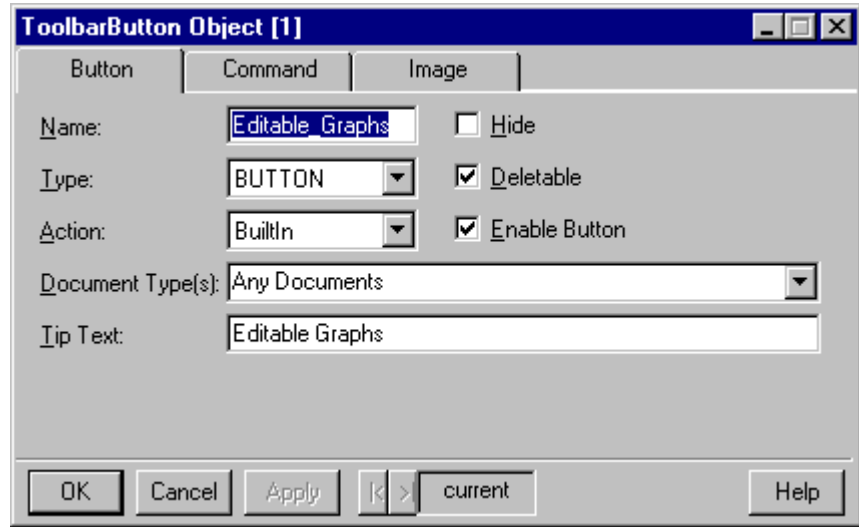 ToolbarButton Object [1]
Button Command Image
Name: Editable_Graphs Hide
Type: BUTTON Deletable
Action: BuiltIn Enable Button
Document Type(s): Any Documents
Tip Text: Editable Graphs
OK Cancel Apply |< >| current Help